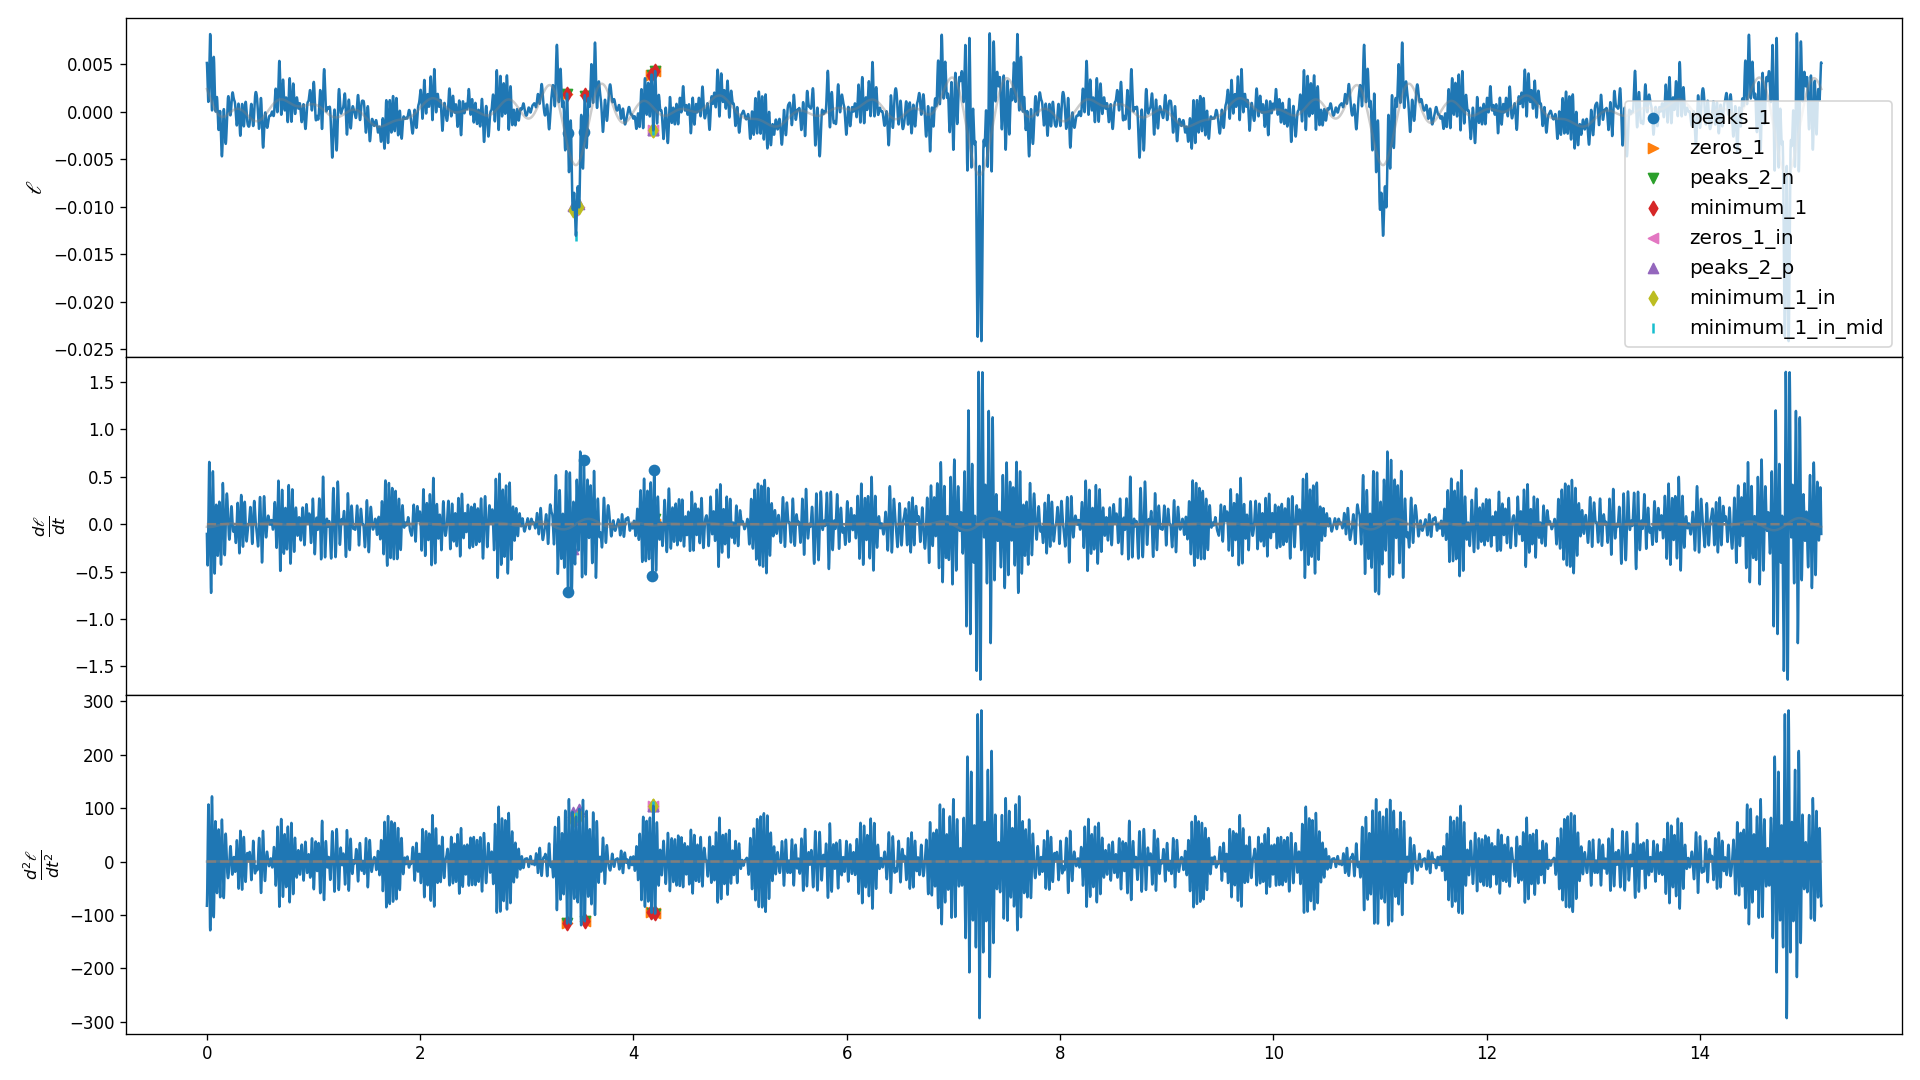 0.005
0.000
−0.005
−0.010
−0.015
−0.020
−0.025
ℓ
peaks_1
zeros_1
peaks_2_n
minimum_1
zeros_1_in
peaks_2_p
minimum_1_in
minimum_1_in_mid
1.5
1.0
0.5
0.0
−0.5
−1.0
−1.5
dℓ
dt
300
200
100
0
−100
−200
−300
d²ℓ
dt²
0 2 4 6 8 10 12 14